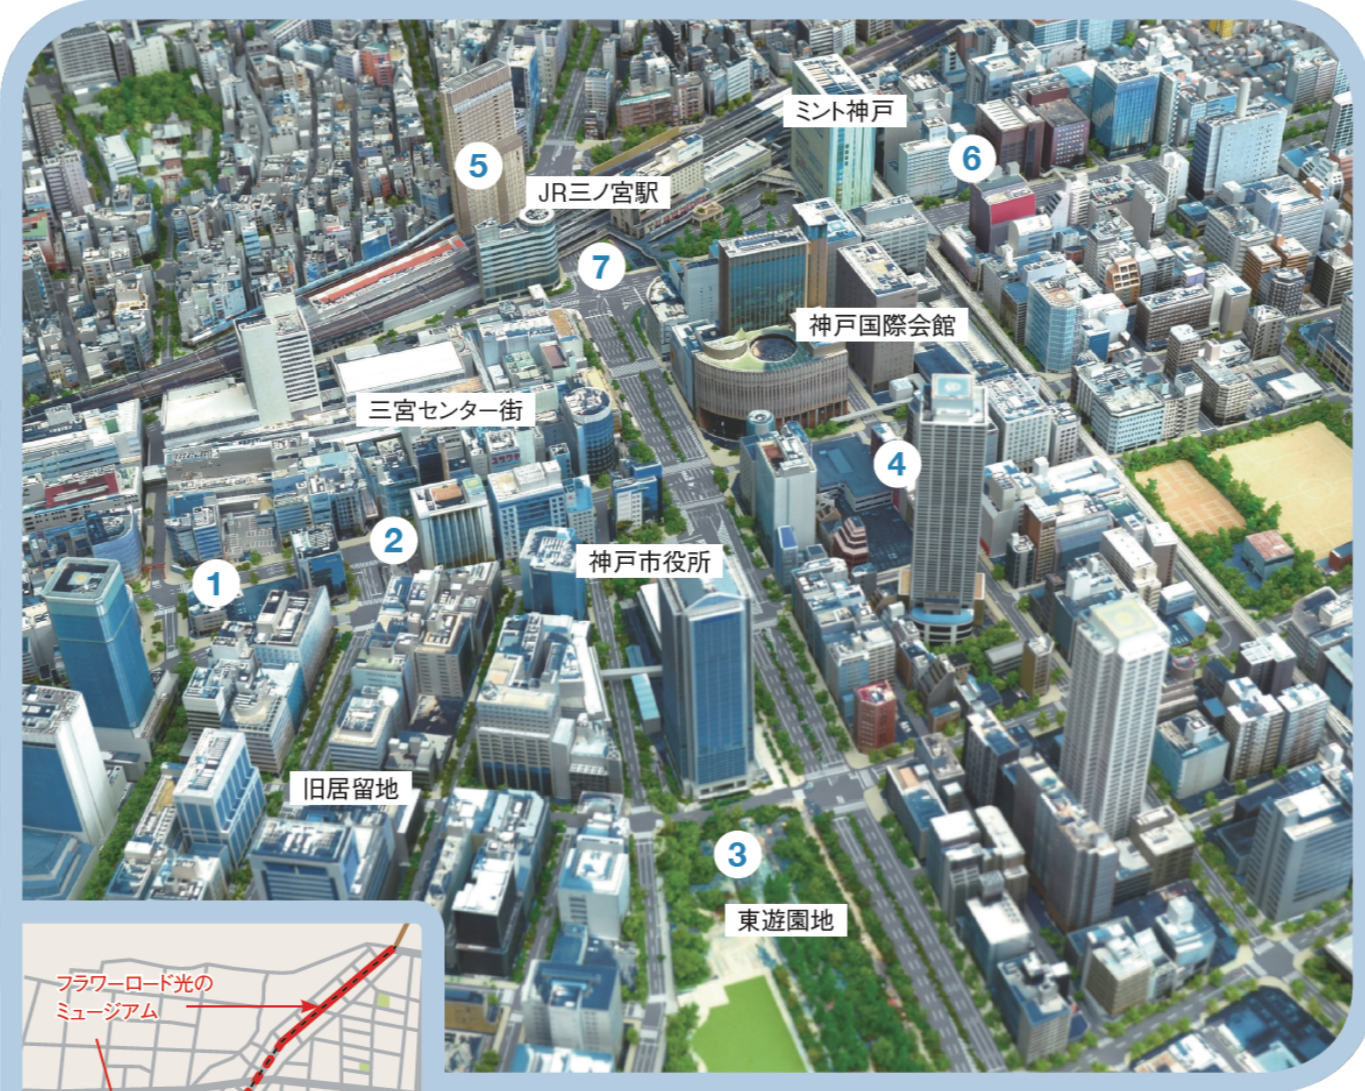 ミント神戸
5
6
JR三ノ宮駅
7
神戸国際会館
三宮センター街
4
2
神戸市役所
1
旧居留地
3
東遊園地
フラワーロード光の
ミュージアム